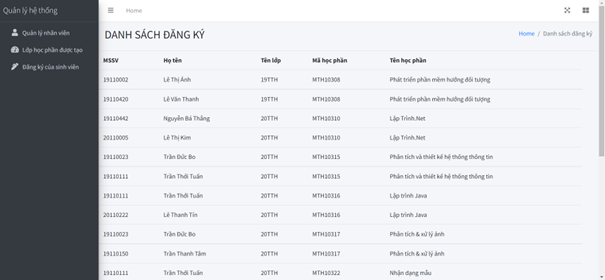 Quản lý hệ thống
Home
Quản lý nhân viên
Lớp học phần được tạo
Đăng ký của sinh viên
DANH SÁCH ĐĂNG KÝ
Home / Danh sách đăng ký
MSSV Họ tên Tên lớp Mã học phần Tên học phần
19110002 Lê Thị Ánh 19TTH MTH10308 Phát triển phần mềm hướng đối tượng
19110420 Lê Văn Thanh 19TTH MTH10308 Phát triển phần mềm hướng đối tượng
19110442 Nguyễn Bá Thắng 20TTH MTH10310 Lập Trình.Net
20110005 Lê Thị Kim 20TTH MTH10310 Lập Trình.Net
19110023 Trần Đức Bo 20TTH MTH10315 Phân tích và thiết kế hệ thống thông tin
19110111 Trần Thới Tuấn 20TTH MTH10315 Phân tích và thiết kế hệ thống thông tin
19110111 Trần Thới Tuấn 20TTH MTH10316 Lập trình Java
20110222 Lê Thanh Tín 20TTH MTH10316 Lập trình Java
19110023 Trần Đức Bo 20TTH MTH10317 Phân tích & xử lý ảnh
19110150 Trần Thanh Tâm 20TTH MTH10317 Phân tích & xử lý ảnh
19110111 Trần Thới Tuấn 20TTH MTH10322 Nhận dạng mẫu